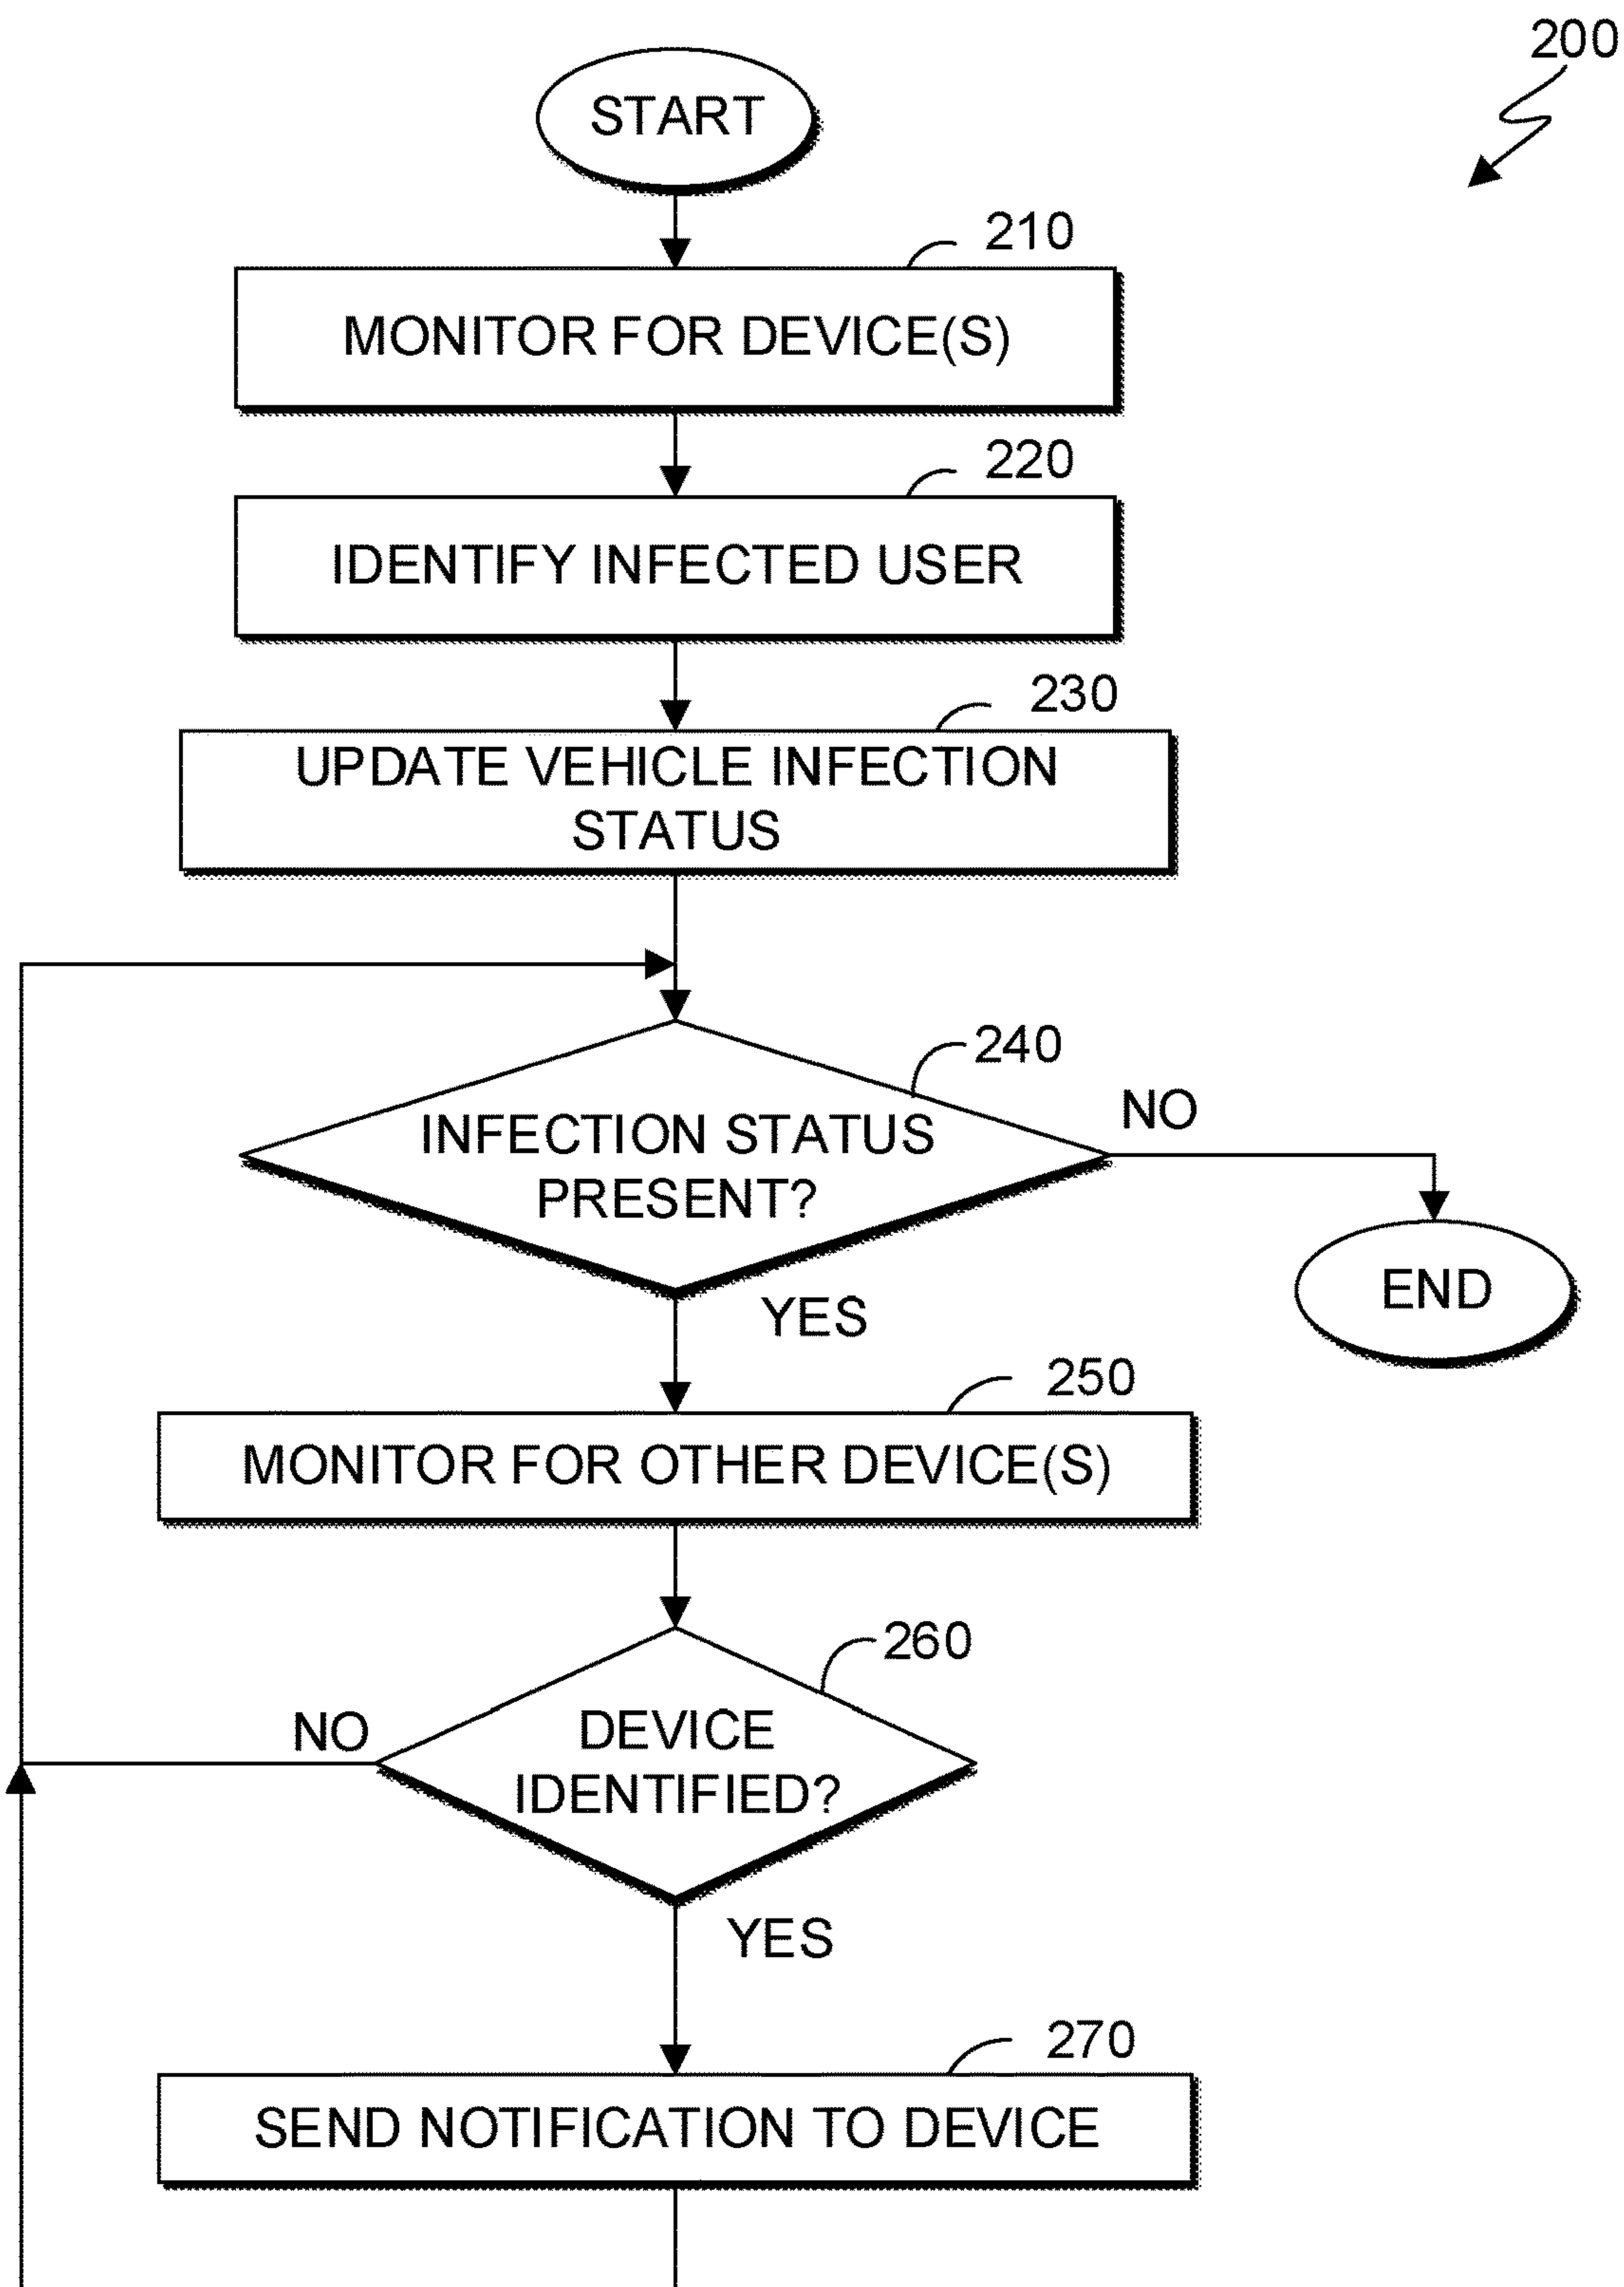 200
START
210
MONITOR FOR DEVICE(S)
220
IDENTIFY INFECTED USER
230
UPDATE VEHICLE INFECTION
STATUS
240
INFECTION STATUS
PRESENT?
NO
END
YES
250
MONITOR FOR OTHER DEVICE(S)
260
DEVICE
IDENTIFIED?
NO
YES
270
SEND NOTIFICATION TO DEVICE